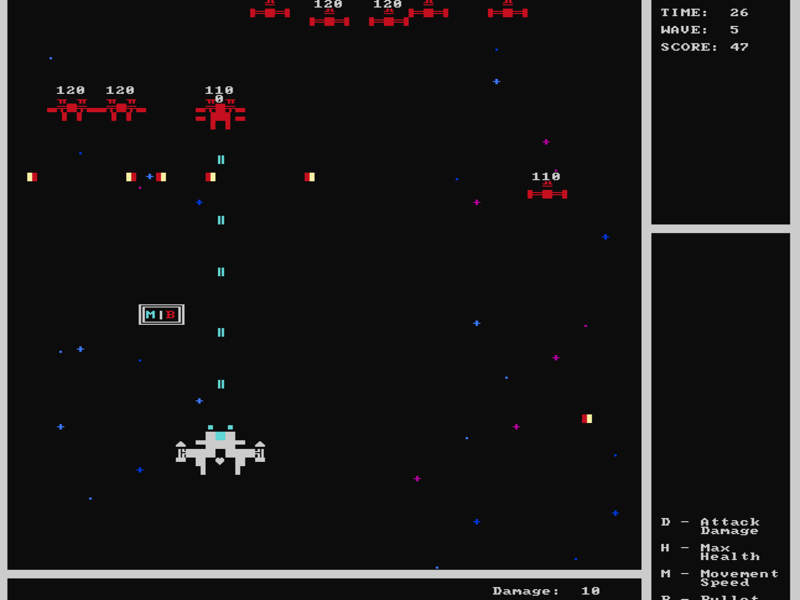 120 120
TIME: 26
WAVE: 5
SCORE: 47
120 120 110
0
110
M|B
D - Attack
Damage
H - Max
Health
M - Movement
Speed
Damage: 10